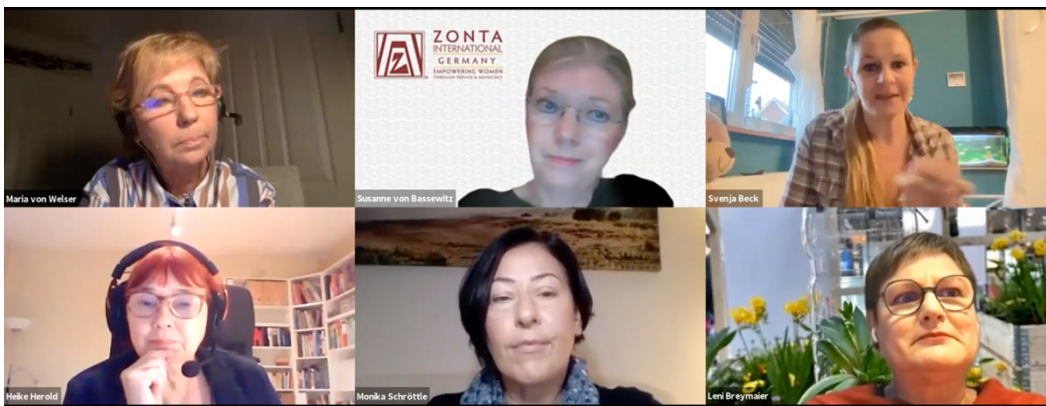 ZONTA
INTERNATIONAL
GERMANY
EMPOWERING WOMEN
THROUGH SERVICE & ADVOCACY
Maria von Welser
Susanne von Bassewitz
Svenja Beck
Heike Herold
Monika Schröttle
Leni Breymaier